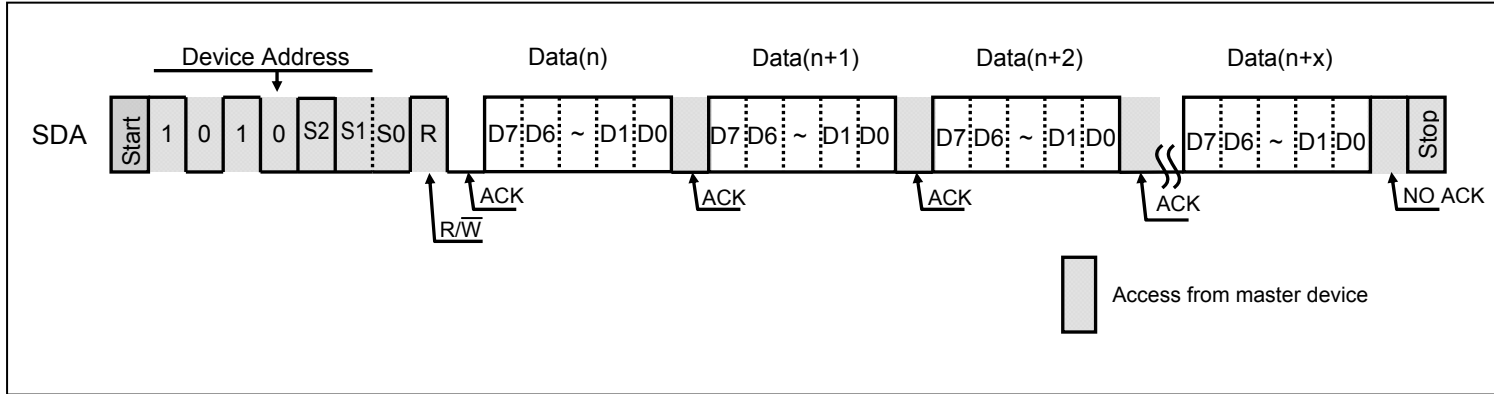 Device Address Data(n) Data(n+1) Data(n+2) Data(n+x)
SDA Start 1 0 1 0 S2 S1 S0 R D7 D6 ~ D1 D0 D7 D6 ~ D1 D0 D7 D6 ~ D1 D0 D7 D6 ~ D1 D0 Stop
ACK ACK ACK ACK NO ACK
R/W̅
Access from master device